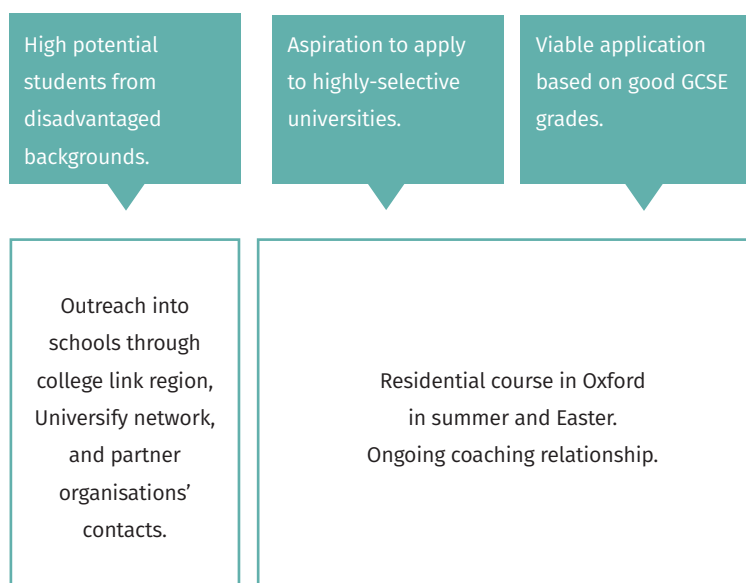 High potential
students from
disadvantaged
backgrounds.
Aspiration to apply
to highly-selective
universities.
Viable application
based on good GCSE
grades.
Outreach into
schools through
college link region,
Universify network,
and partner
organisations’
contacts.
Residential course in Oxford
in summer and Easter.
Ongoing coaching relationship.